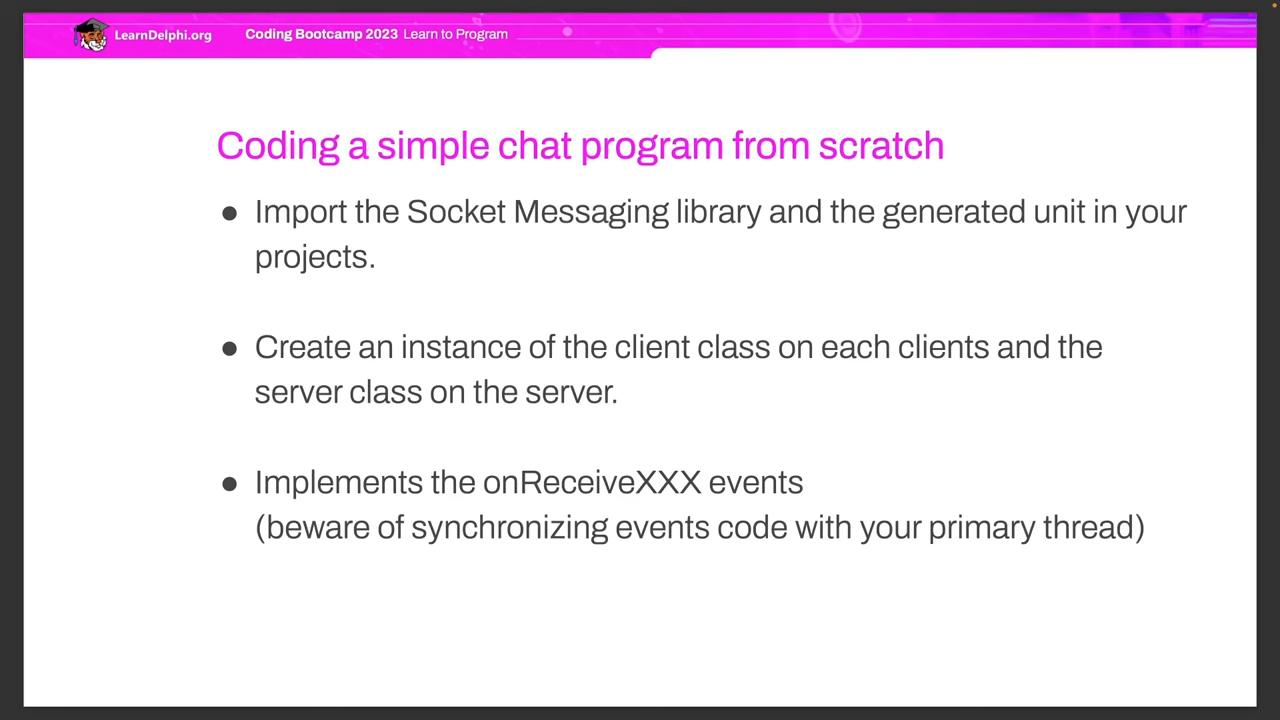 LearnDelphi.org Coding Bootcamp 2023 Learn to Program
Coding a simple chat program from scratch
● Import the Socket Messaging library and the generated unit in your
projects.
● Create an instance of the client class on each clients and the
server class on the server.
● Implements the onReceiveXXX events
(beware of synchronizing events code with your primary thread)